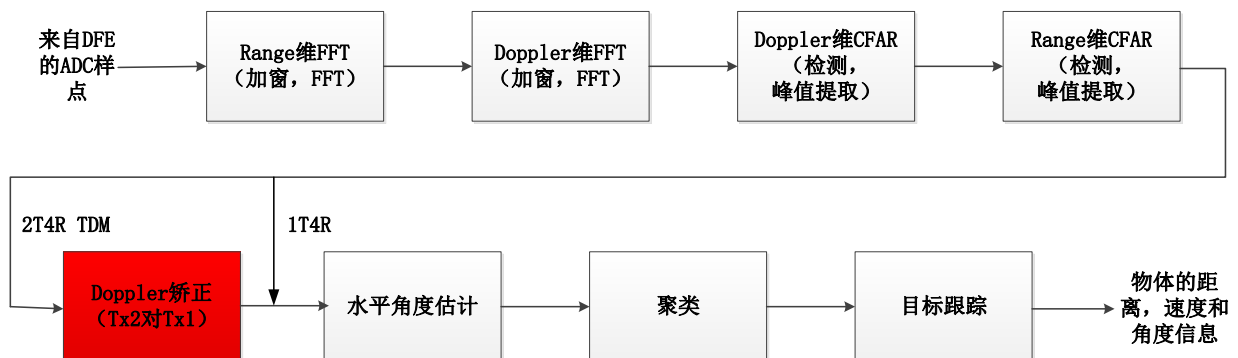 来自DFE
的ADC样
点
Range维FFT
（加窗，FFT）
Doppler维FFT
（加窗，FFT）
Doppler维CFAR
（检测，
峰值提取）
Range维CFAR
（检测，
峰值提取）
2T4R TDM
1T4R
Doppler矫正
（Tx2对Tx1）
水平角度估计
聚类
目标跟踪
物体的距
离，速度和
角度信息